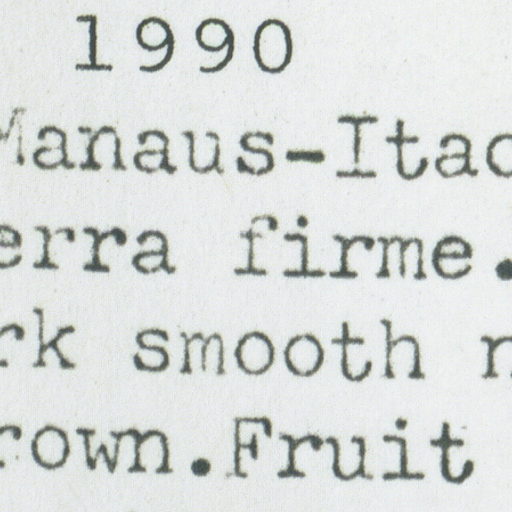 1990
Manaus-Itac
erra firme.
rk smooth n
rown.Fruit